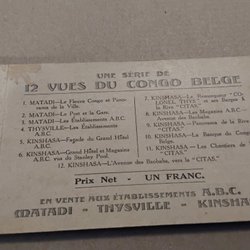 UNE SÉRIE DE
12 VUES DU CONGO BELGE
1. MATADI—Le Fleuve Congo et Panorama de la Ville.
2. MATADI—Le Port et la Gare.
3. MATADI—Les Établissements A.B.C.
4. THYSVILLE—Les Établissements A.B.C.
5. KINSHASA—Façade du Grand Hôtel A.B.C.
6. KINSHASA—Grand Hôtel et Magasins A.B.C. vus du Stanley Pool.
7. KINSHASA—Le Remorqueur "COLONEL THYS" et ses Barges à la Rive "CITAS."
8. KINSHASA—Les Magasins A.B.C. Avenue des Baobabs.
9. KINSHASA—Panorama de la Rive "CITAS."
10. KINSHASA—La Banque du Congo Belge.
11. KINSHASA—Les Chantiers de "CITAS."
12. KINSHASA—L'Avenue des Baobabs, vers la "CITAS."
Prix Net - UN FRANC.
EN VENTE AUX ÉTABLISSEMENTS A.B.C.
MATADI - THYSVILLE - KINSHA